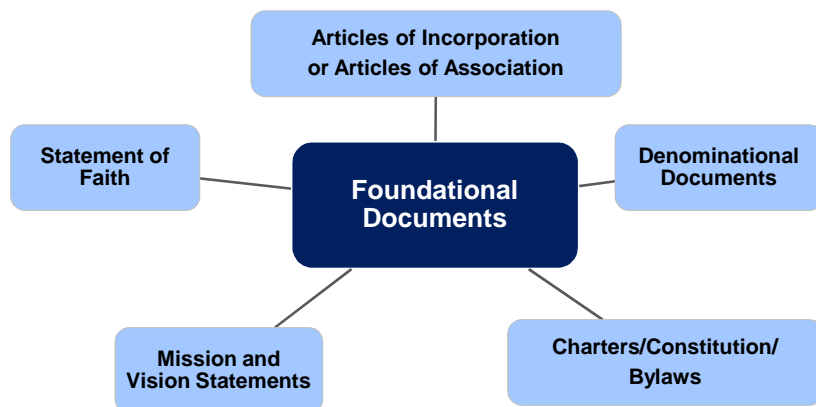 Articles of Incorporation
or Articles of Association
Statement of
Faith
Denominational
Documents
Foundational
Documents
Mission and
Vision Statements
Charters/Constitution/
Bylaws